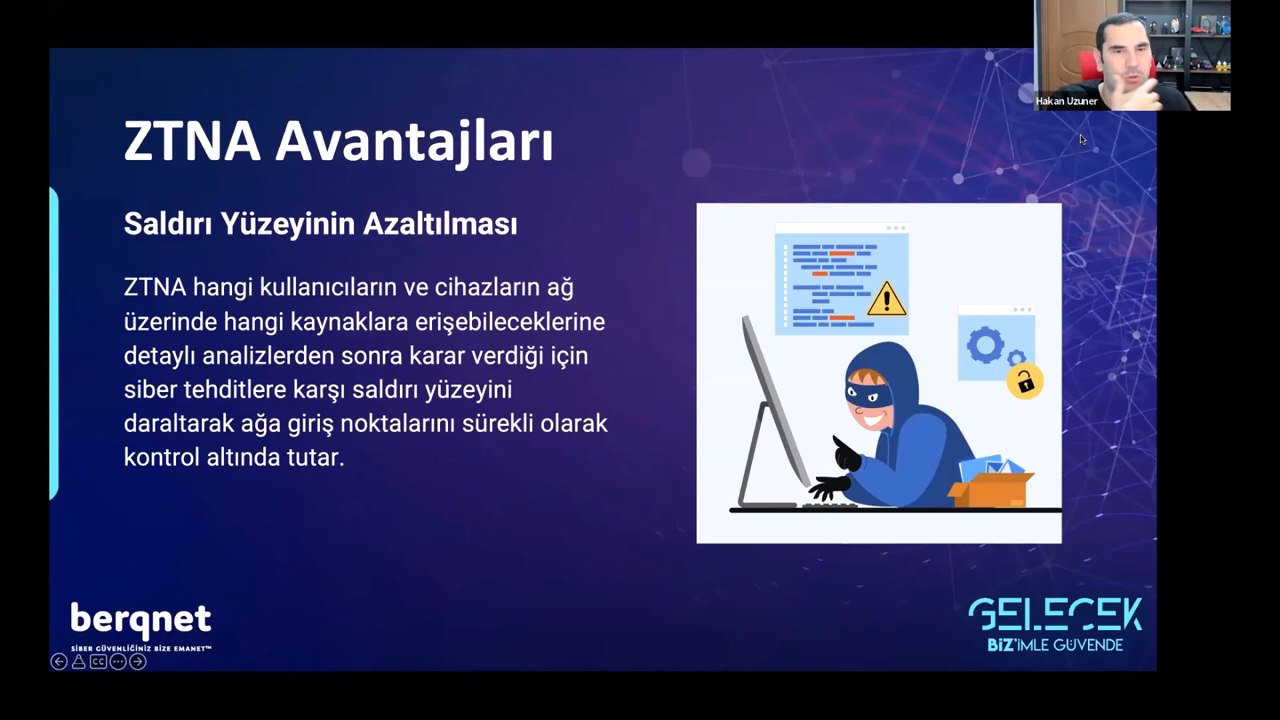 Hakan Uzuner
ZTNA Avantajları
Saldırı Yüzeyinin Azaltılması
ZTNA hangi kullanıcıların ve cihazların ağ
üzerinde hangi kaynaklara erişebileceklerine
detaylı analizlerden sonra karar verdiği için
siber tehditlere karşı saldırı yüzeyini
daraltarak ağa giriş noktalarını sürekli olarak
kontrol altında tutar.
berqnet
SİBER GÜVENLİĞİNİZ BİZE EMANET™
CC
GELECEK
BİZ'İMLE GÜVENDE